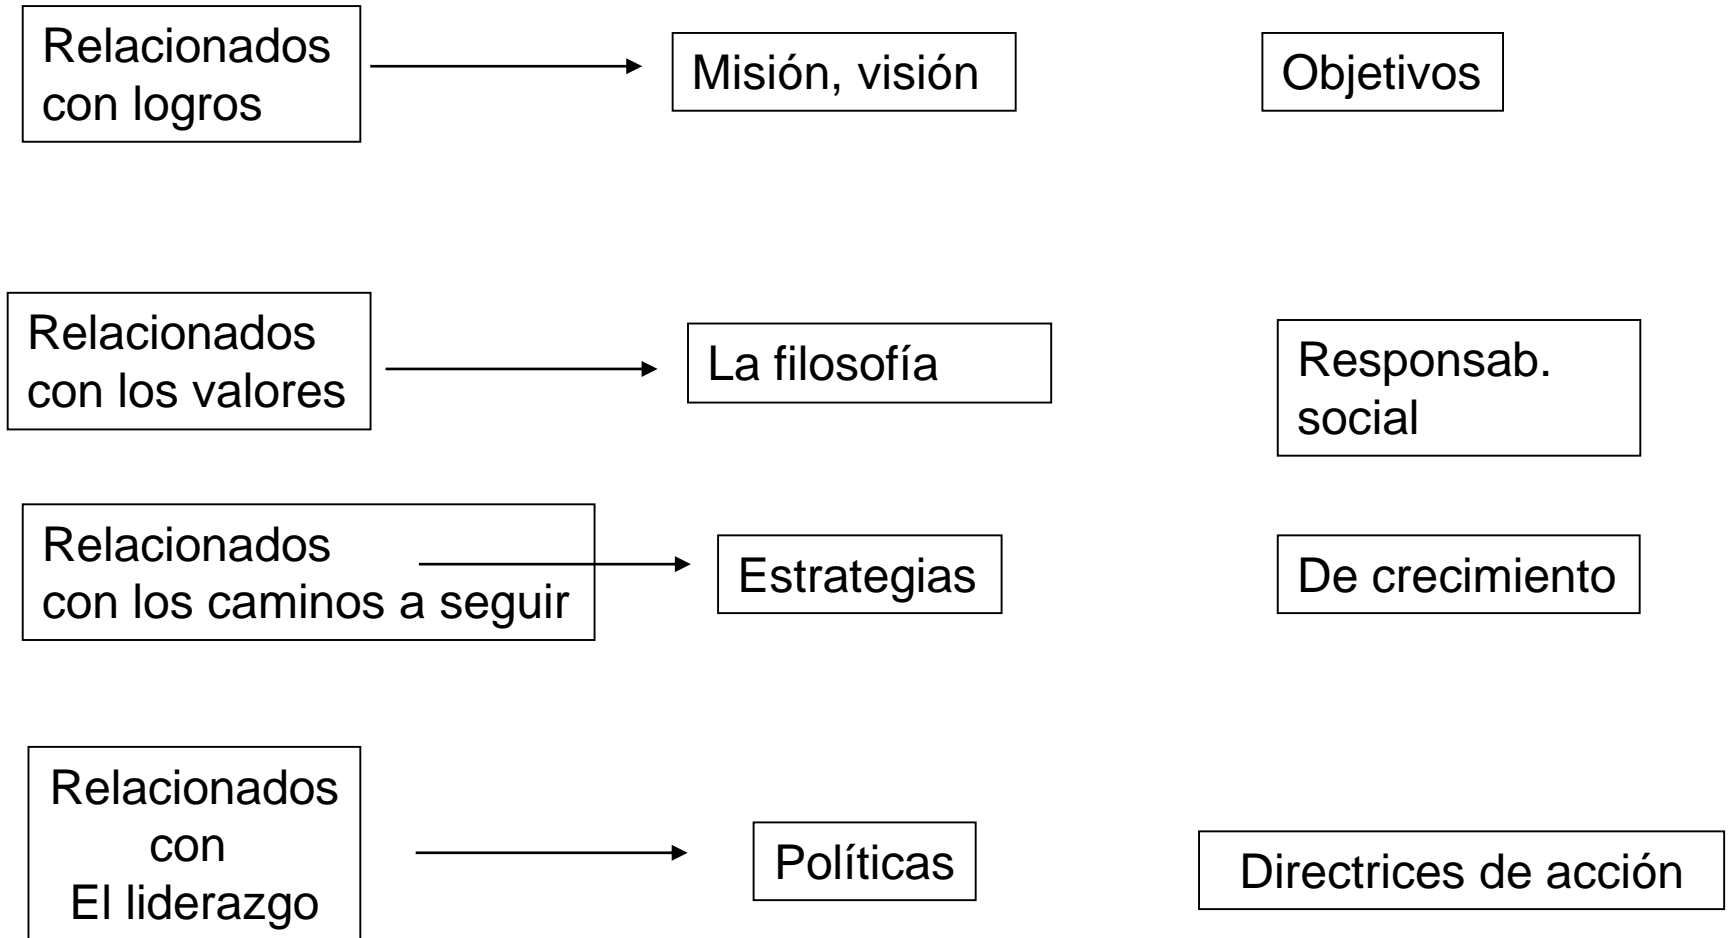 Relacionados
con logros
Misión, visión
Objetivos
Relacionados
con los valores
La filosofía
Responsab.
social
Relacionados
con los caminos a seguir
Estrategias
De crecimiento
Relacionados
con
El liderazgo
Políticas
Directrices de acción